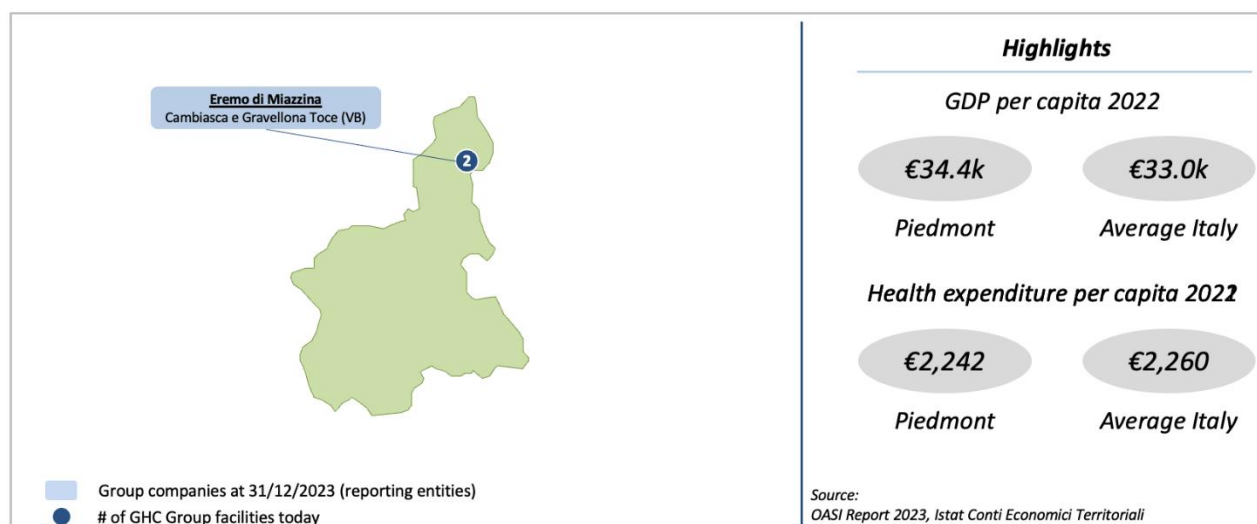 Eremo di Miazzina
Cambiasca e Gravellona Toce (VB)
2
Group companies at 31/12/2023 (reporting entities)
# of GHC Group facilities today
Highlights
GDP per capita 2022
€34.4k
€33.0k
Piedmont
Average Italy
Health expenditure per capita
€2,242
€2,260
Piedmont
Average Italy
Source:
OASI Report 2023, Istat Conti Economici Territoriali